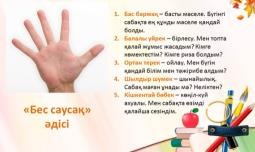 1. Бас бармақ – басты мәселе. Бүгінгі
сабақта ең құнды мәселе қандай
болды.
2. Балалы үйрек – бірлесу. Мен топта
қалай жұмыс жасадым? Кімге
көмектестім? Кімге риза болдым?
3. Ортан терек – ойлау. Мен бүгін
қандай білім мен тәжірибе алдым?
4. Шылдыр шүмек – шынайылық.
Сабақ маған ұнады ма? Неліктен?
5. Кішкентай бөбек – көңіл-күй
ахуалы. Мен сабақта өзімді
қалайша сезіндім.
«Бес саусақ»
әдісі